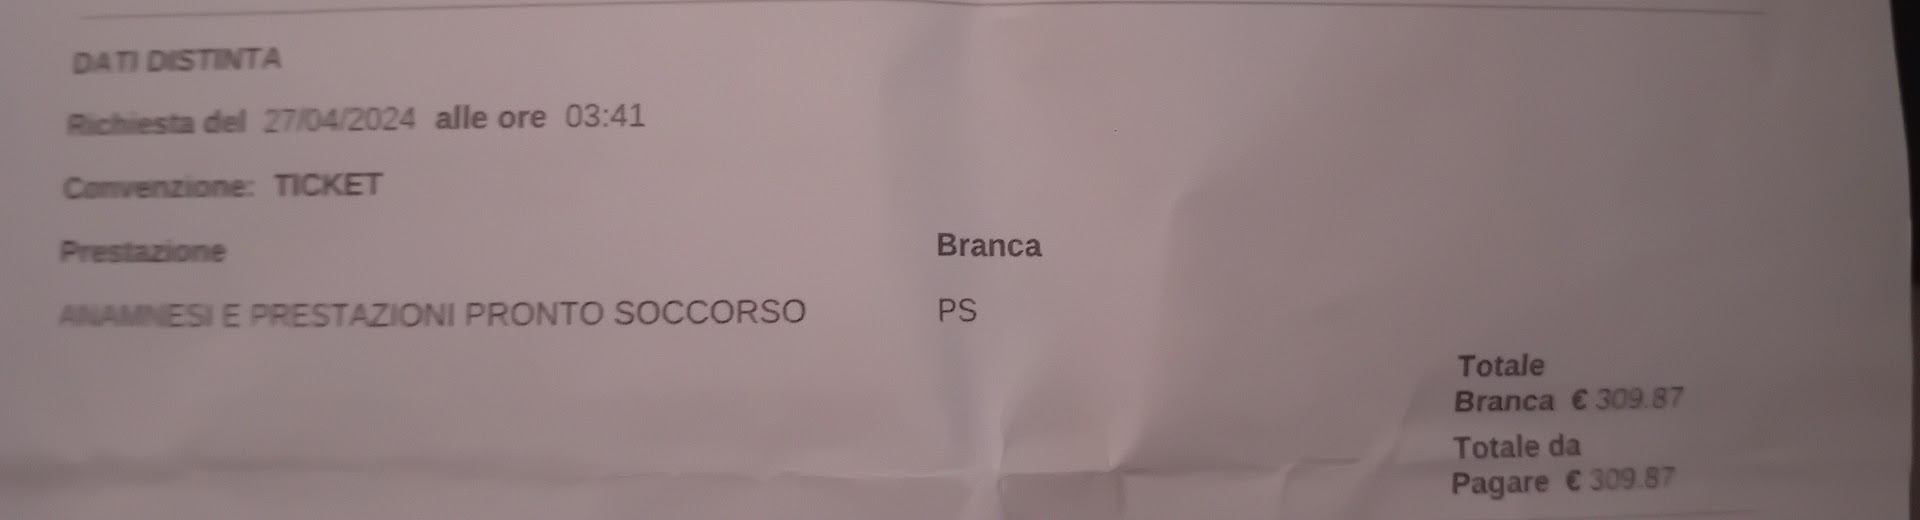 DATI DISTINTA
Richiesta del 27/04/2024 alle ore 03:41
Convenzione: TICKET
Prestazione Branca
ANAMNESI E PRESTAZIONI PRONTO SOCCORSO PS
Totale
Branca € 309.87
Totale da
Pagare € 309.87